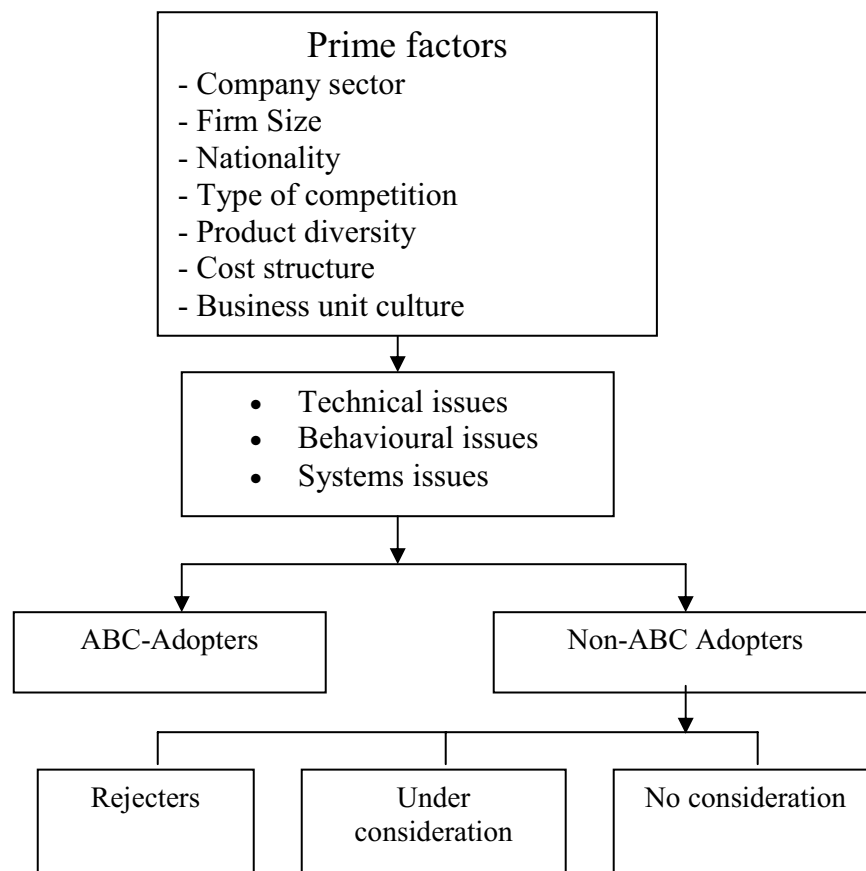 Prime factors
- Company sector
- Firm Size
- Nationality
- Type of competition
- Product diversity
- Cost structure
- Business unit culture
• Technical issues
• Behavioural issues
• Systems issues
ABC-Adopters
Non-ABC Adopters
Rejecters
Under
consideration
No consideration